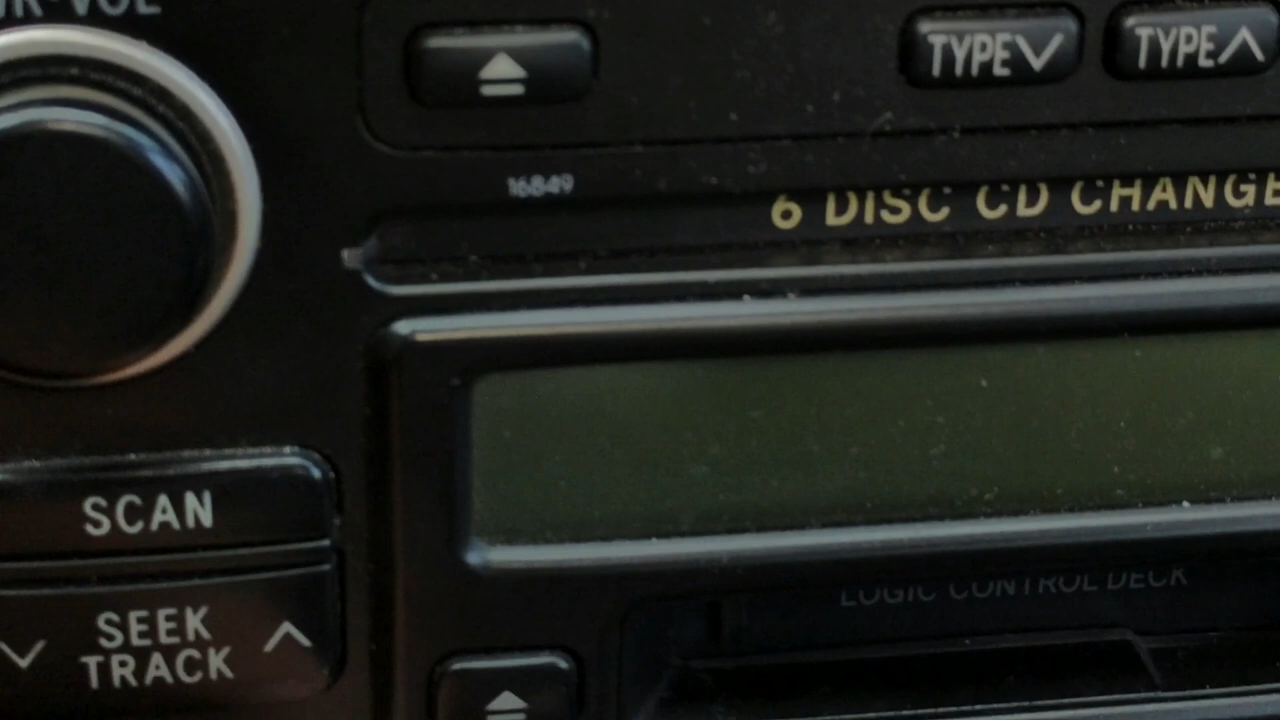 TYPE TYPE
16849
6 DISC CD CHANGE
SCAN
LOGIC CONTROL DECK
SEEK
TRACK